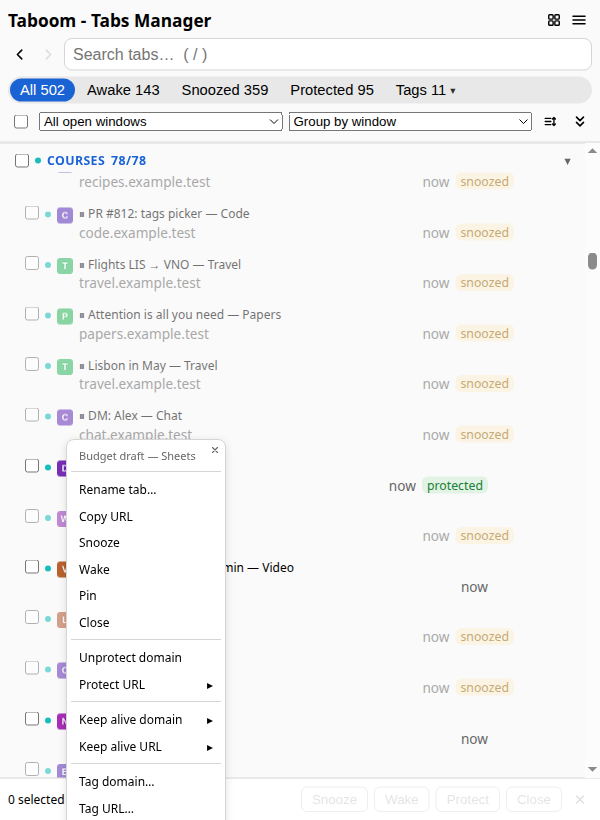 Taboom - Tabs Manager
Search tabs... ( / )
All 502 Awake 143 Snoozed 359 Protected 95 Tags 11 ▾
All open windows Group by window
COURSES 78/78
recipes.example.test now snoozed
C PR #812: tags picker — Code
code.example.test now snoozed
T Flights LIS → VNO — Travel
travel.example.test now snoozed
P Attention is all you need — Papers
papers.example.test now snoozed
T Lisbon in May — Travel
travel.example.test now snoozed
C DM: Alex — Chat
chat.example.test now snoozed
Budget draft — Sheets ×
now protected
Rename tab...
Copy URL
now snoozed
Snooze
Wake min — Video
now
Pin
Close
now snoozed
Unprotect domain
Protect URL
now snoozed
Keep alive domain
now
Keep alive URL
Tag domain...
0 selected Snooze Wake Protect Close ×
Tag URL...